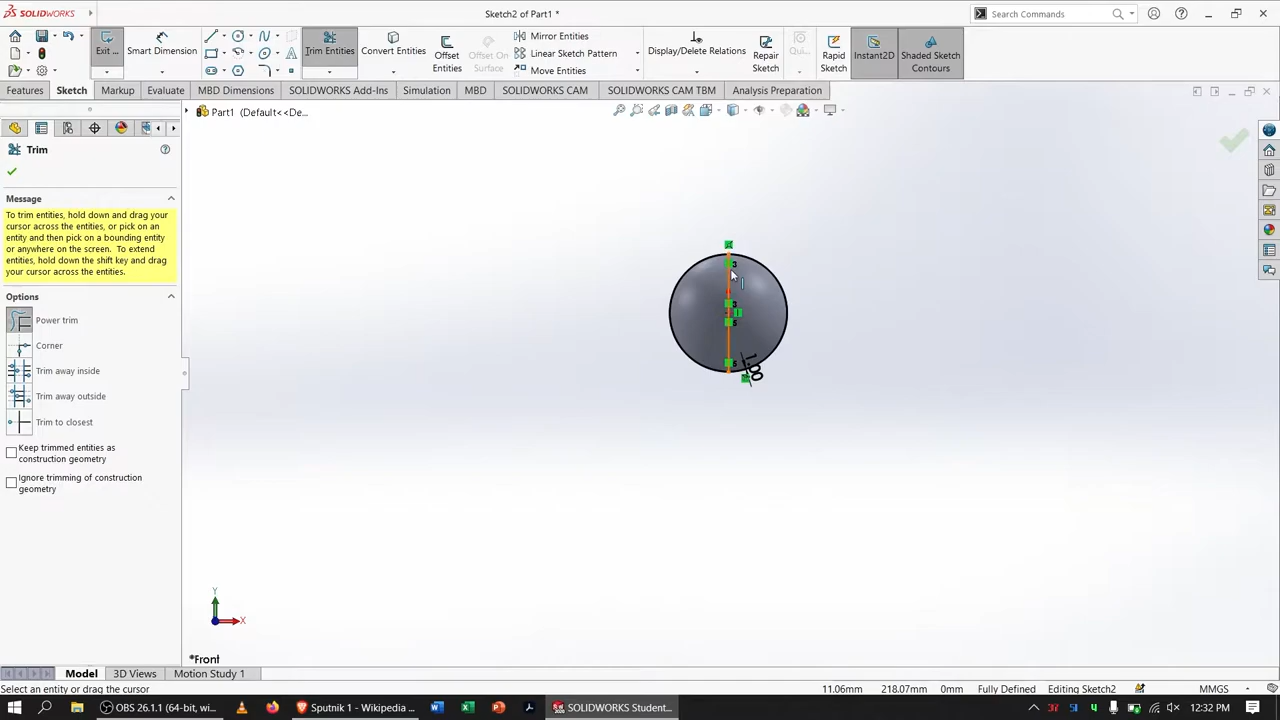 SOLIDWORKS
Sketch2 of Part1 *
Search Commands
Exit ...
Smart Dimension
Trim Entities
Convert Entities
Offset
Entities
Offset On
Surface
Mirror Entities
Linear Sketch Pattern
Move Entities
Display/Delete Relations
Repair
Sketch
Qui...
Rapid
Sketch
Instant2D
Shaded Sketch
Contours
Features
Sketch
Markup
Evaluate
MBD Dimensions
SOLIDWORKS Add-Ins
Simulation
MBD
SOLIDWORKS CAM
SOLIDWORKS CAM TBM
Analysis Preparation
Part1 (Default<<De...
Trim
Message
To trim entities, hold down and drag your
cursor across the entities, or pick on an
entity and then pick on a bounding entity
or anywhere on the screen. To extend
entities, hold down the shift key and drag
your cursor across the entities.
Options
Power trim
Corner
Trim away inside
Trim away outside
Trim to closest
Keep trimmed entities as
construction geometry
Ignore trimming of construction
geometry
3
3
5
5
Y
X
*Front
Model
3D Views
Motion Study 1
Select an entity or drag the cursor
11.06mm
218.07mm
0mm
Fully Defined
Editing Sketch2
MMGS
OBS 26.1.1 (64-bit, wi...
Sputnik 1 - Wikipedia ...
SOLIDWORKS Studen...
37
51
12:32 PM